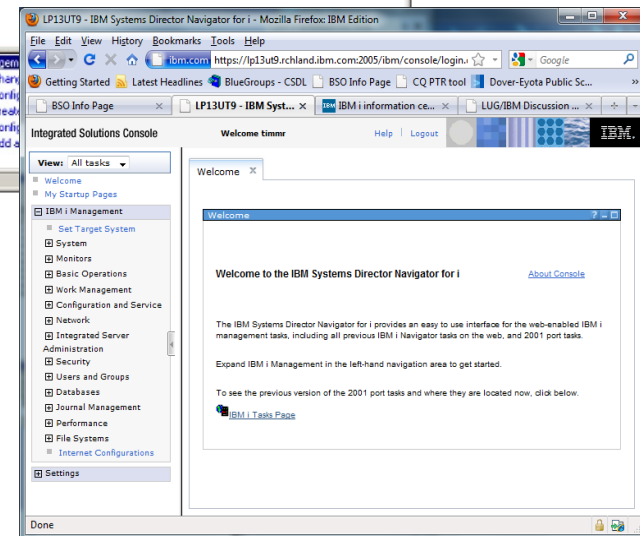 LP13UT9 - IBM Systems Director Navigator for i - Mozilla Firefox: IBM Edition
File Edit View History Bookmarks Tools Help
ibm.com https://lp13ut9.rchland.ibm.com:2005/ibm/console/login.
Google
Getting Started Latest Headlines BlueGroups - CSDL BSO Info Page CQ PTR tool Dover-Eyota Public Sc... »
BSO Info Page LP13UT9 - IBM Syst... IBM i information ce... LUG/IBM Discussion ...
Integrated Solutions Console Welcome timmr Help Logout IBM.
View: All tasks
Welcome
My Startup Pages
IBM i Management
Set Target System
System
Monitors
Basic Operations
Work Management
Configuration and Service
Network
Integrated Server
Administration
Security
Users and Groups
Databases
Journal Management
Performance
File Systems
Internet Configurations
Settings
Welcome X
Welcome
Welcome to the IBM Systems Director Navigator for i About Console
The IBM Systems Director Navigator for i provides an easy to use interface for the web-enabled IBM i
management tasks, including all previous IBM i Navigator tasks on the web, and 2001 port tasks.
Expand IBM i Management in the left-hand navigation area to get started.
To see the previous version of the 2001 port tasks and where they are located now, click below.
IBM i Tasks Page
Done